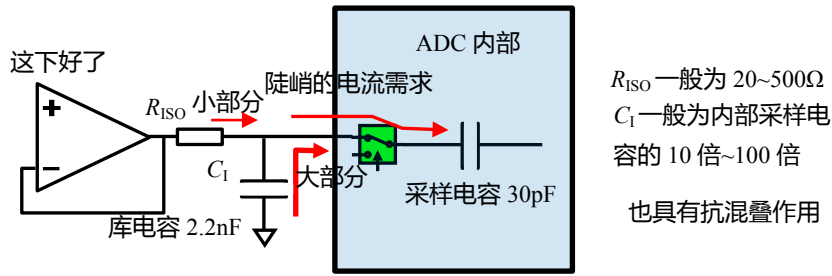 ADC 内部
这下好了
陡峭的电流需求
RISO 小部分
RISO 一般为 20~500Ω
CI 一般为内部采样电
容的 10 倍~100 倍
CI
大部分
采样电容 30pF
库电容 2.2nF
也具有抗混叠作用